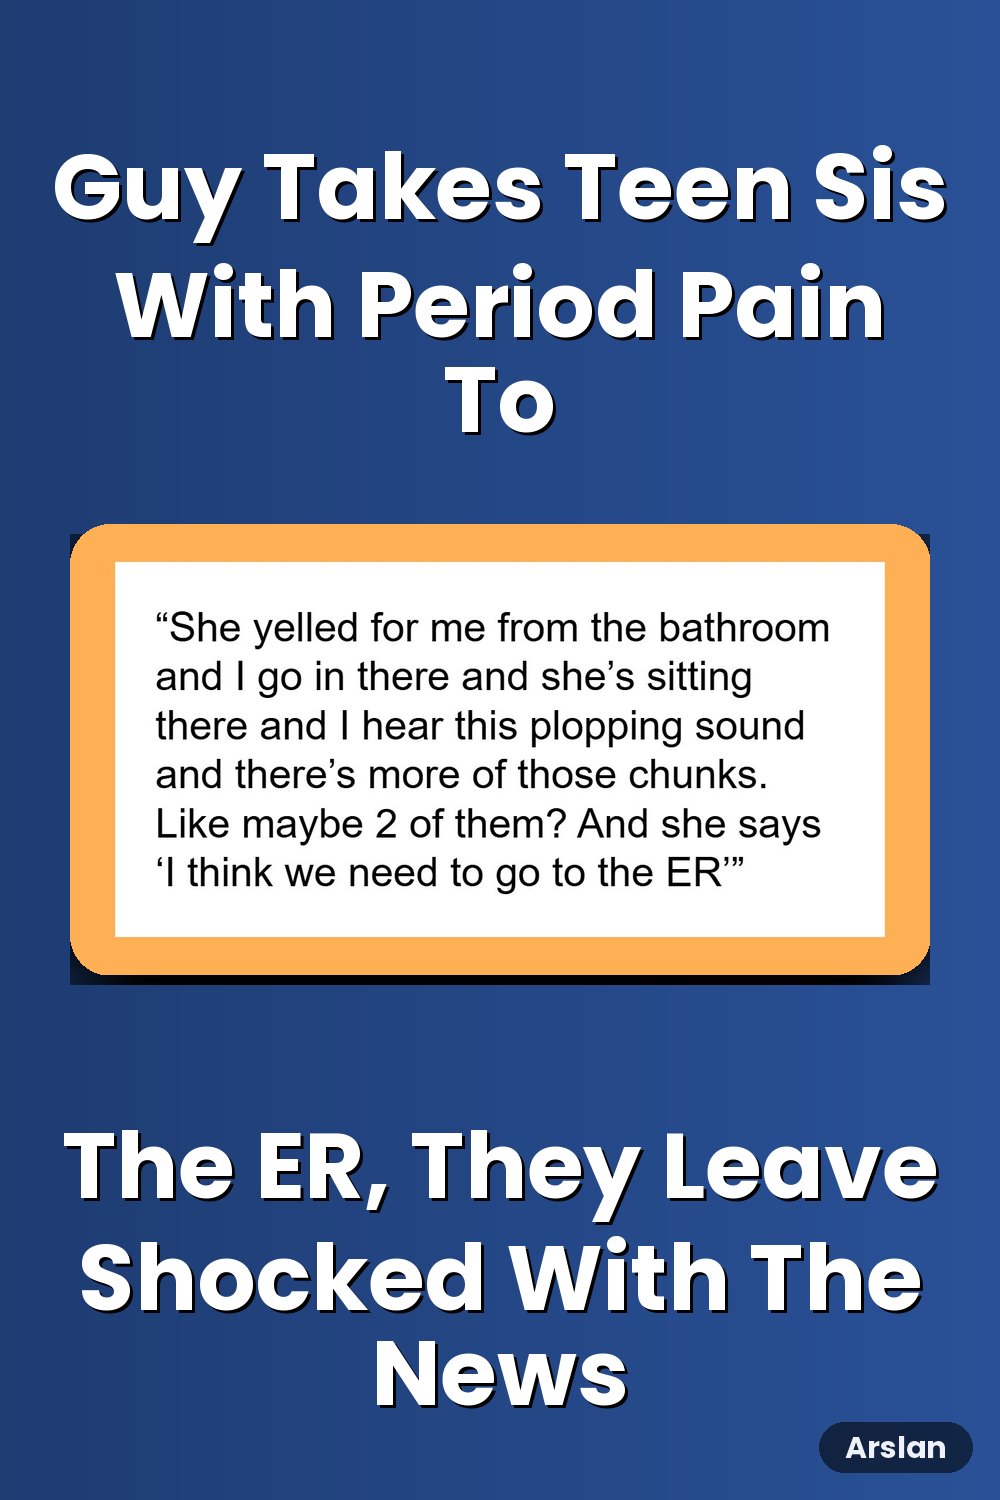 Guy Takes Teen Sis
With Period Pain
To
“She yelled for me from the bathroom
and I go in there and she’s sitting
there and I hear this plopping sound
and there’s more of those chunks.
Like maybe 2 of them? And she says
‘I think we need to go to the ER’”
The ER, They Leave
Shocked With The
News
Arslan